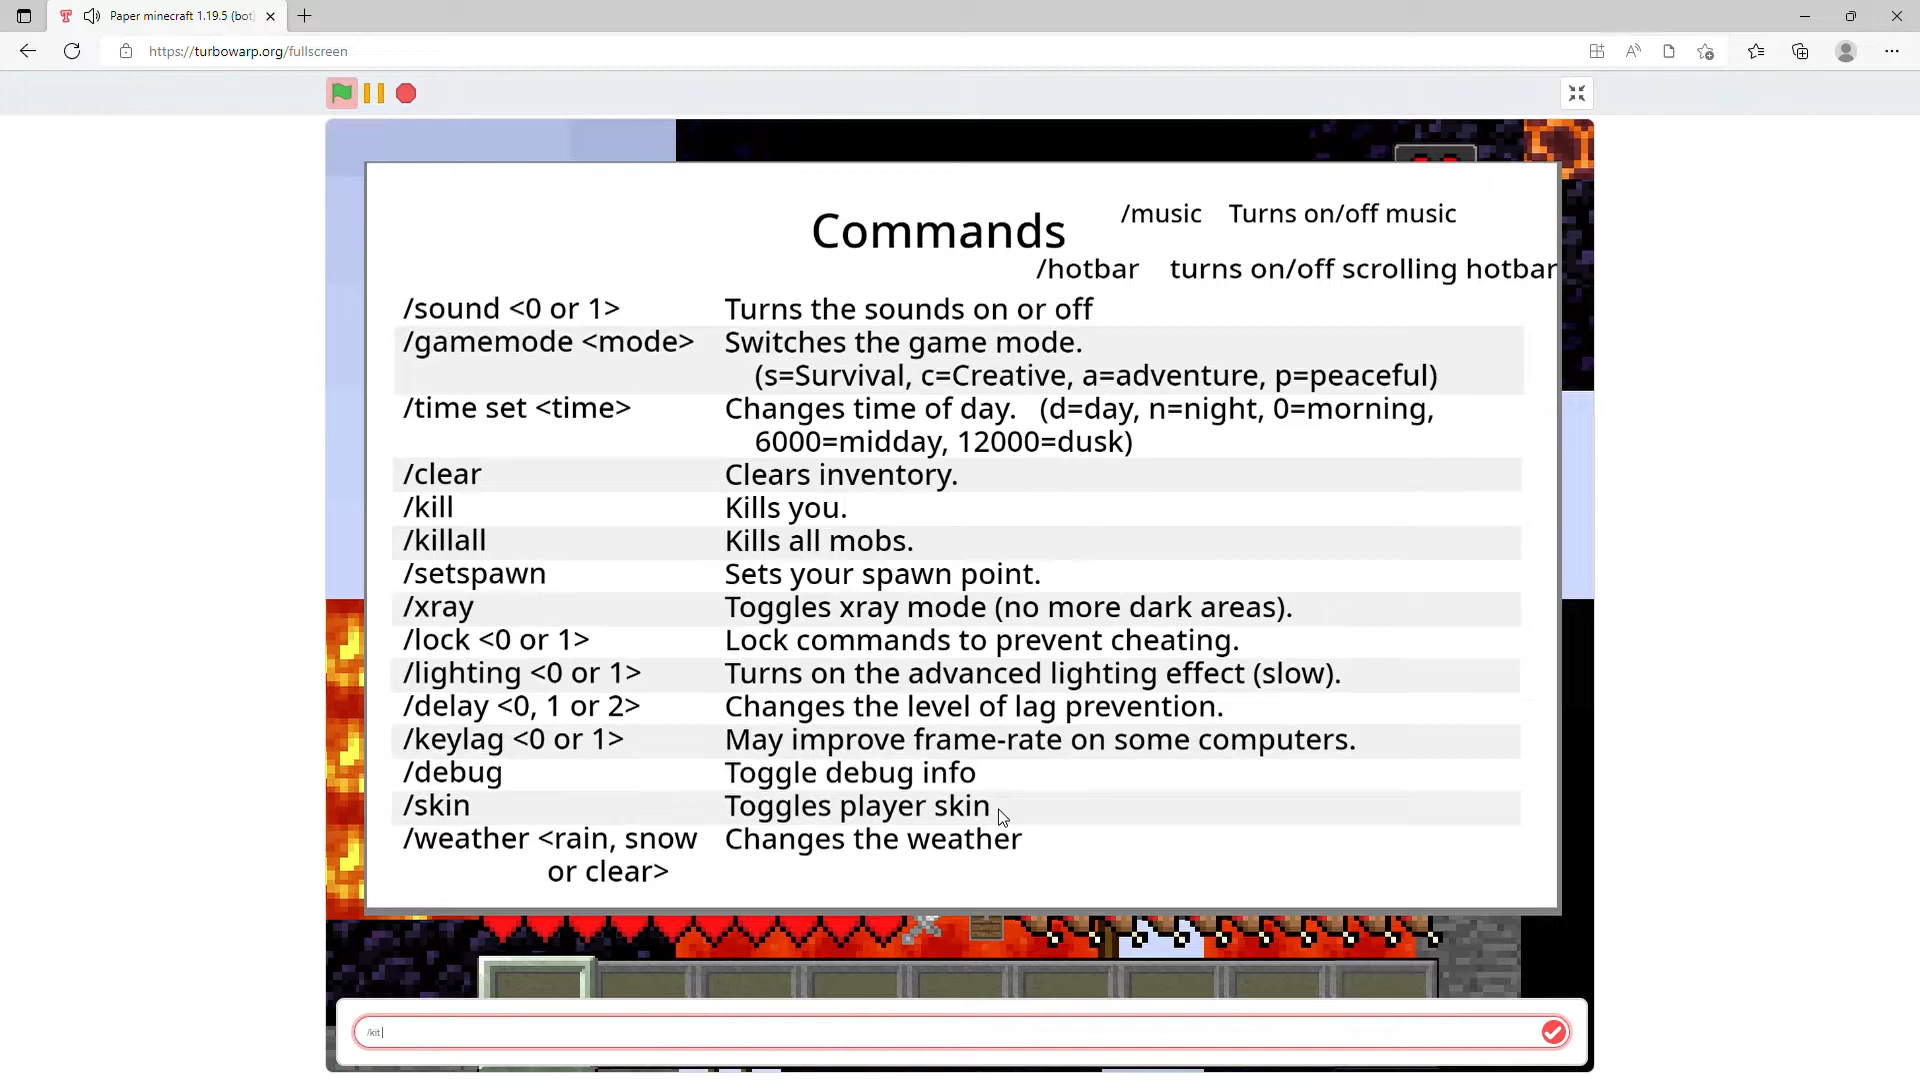 Paper minecraft 1.19.5 (bot)
https://turbowarp.org/fullscreen
/music Turns on/off music
Commands
/hotbar turns on/off scrolling hotbar
/sound <0 or 1> Turns the sounds on or off
/gamemode <mode> Switches the game mode.
(s=Survival, c=Creative, a=adventure, p=peaceful)
/time set <time> Changes time of day. (d=day, n=night, 0=morning,
6000=midday, 12000=dusk)
/clear Clears inventory.
/kill Kills you.
/killall Kills all mobs.
/setspawn Sets your spawn point.
/xray Toggles xray mode (no more dark areas).
/lock <0 or 1> Lock commands to prevent cheating.
/lighting <0 or 1> Turns on the advanced lighting effect (slow).
/delay <0, 1 or 2> Changes the level of lag prevention.
/keylag <0 or 1> May improve frame-rate on some computers.
/debug Toggle debug info
/skin Toggles player skin
/weather <rain, snow Changes the weather
or clear>
/kit